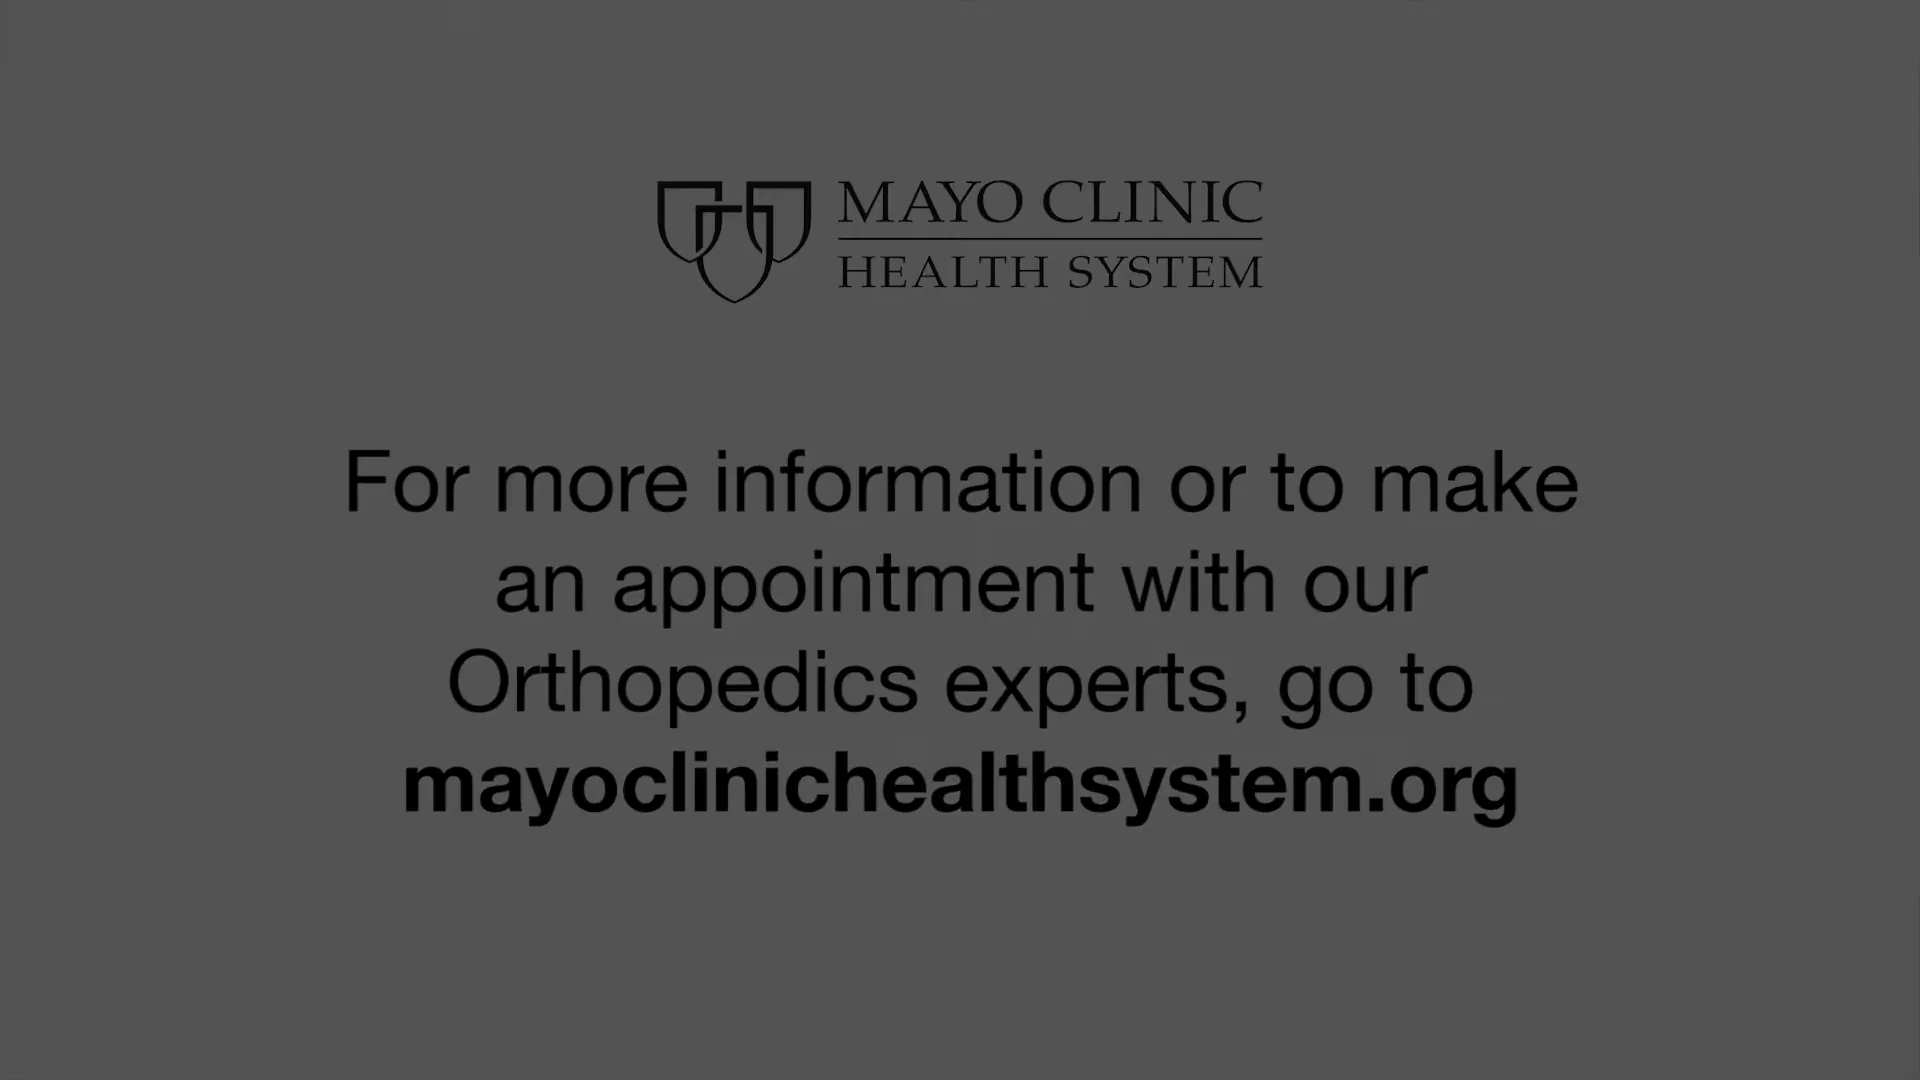 MAYO CLINIC
HEALTH SYSTEM
For more information or to make
an appointment with our
Orthopedics experts, go to
mayoclinichealthsystem.org